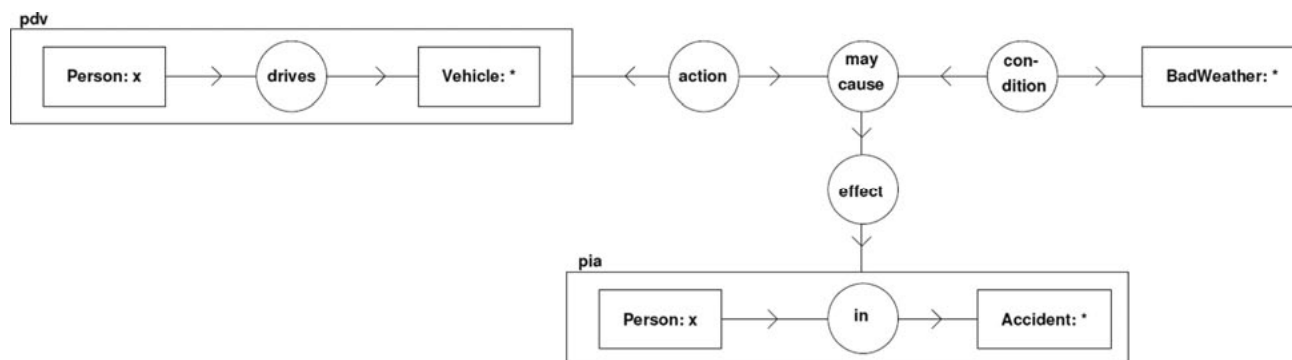 pdv
Person: x
drives
Vehicle: *
action
may
cause
con-
dition
BadWeather: *
effect
pia
Person: x
in
Accident: *